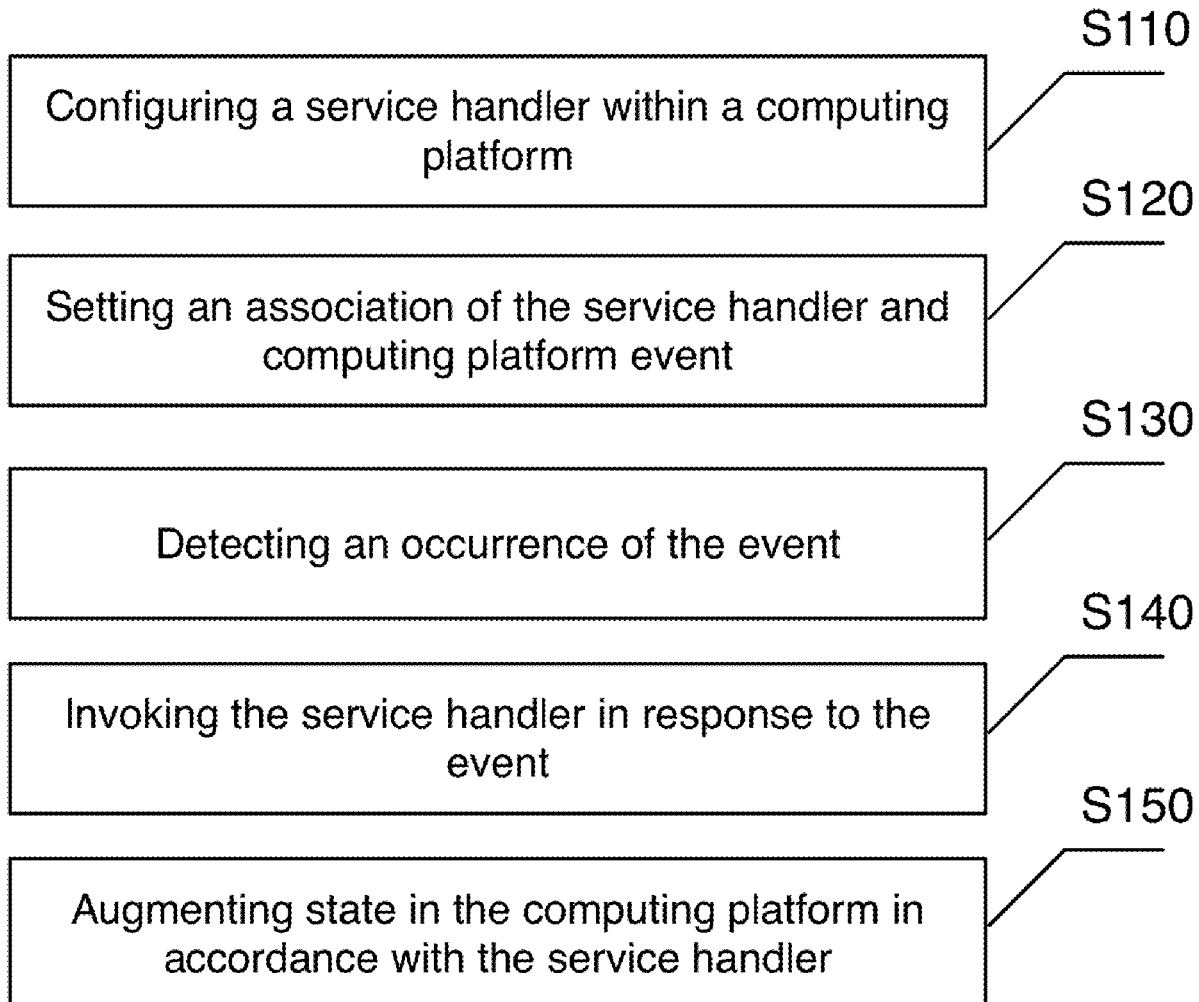 S110
Configuring a service handler within a computing
platform
S120
Setting an association of the service handler and
computing platform event
S130
Detecting an occurrence of the event
S140
Invoking the service handler in response to the
event
S150
Augmenting state in the computing platform in
accordance with the service handler